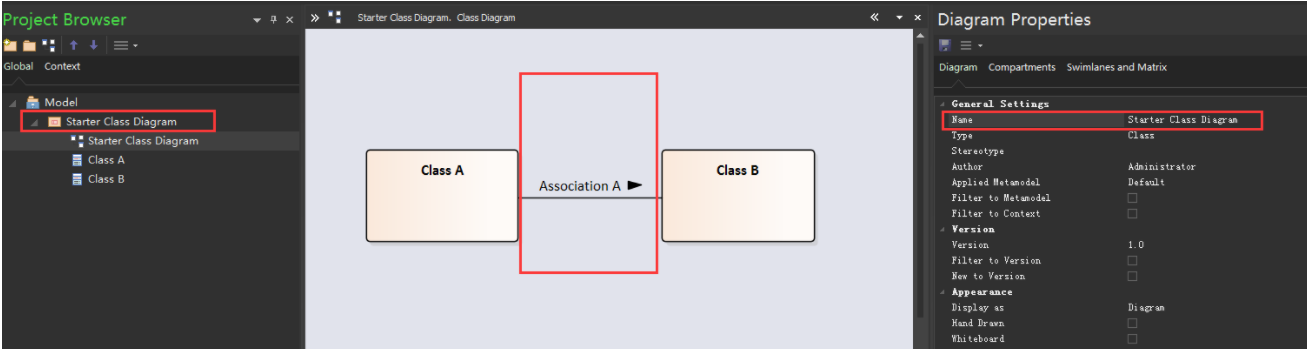 Project Browser
Global Context
Model
Starter Class Diagram
Starter Class Diagram
Class A
Class B
Starter Class Diagram. Class Diagram
Class A
Association A
Class B
Diagram Properties
Diagram Compartments Swimlanes and Matrix
General Settings
Name Starter Class Diagram
Type Class
Stereotype
Author Administrator
Applied Metamodel Default
Filter to Metamodel
Filter to Context
Version
Version 1.0
Filter to Version
New to Version
Appearance
Display as Diagram
Hand Drawn
Whiteboard